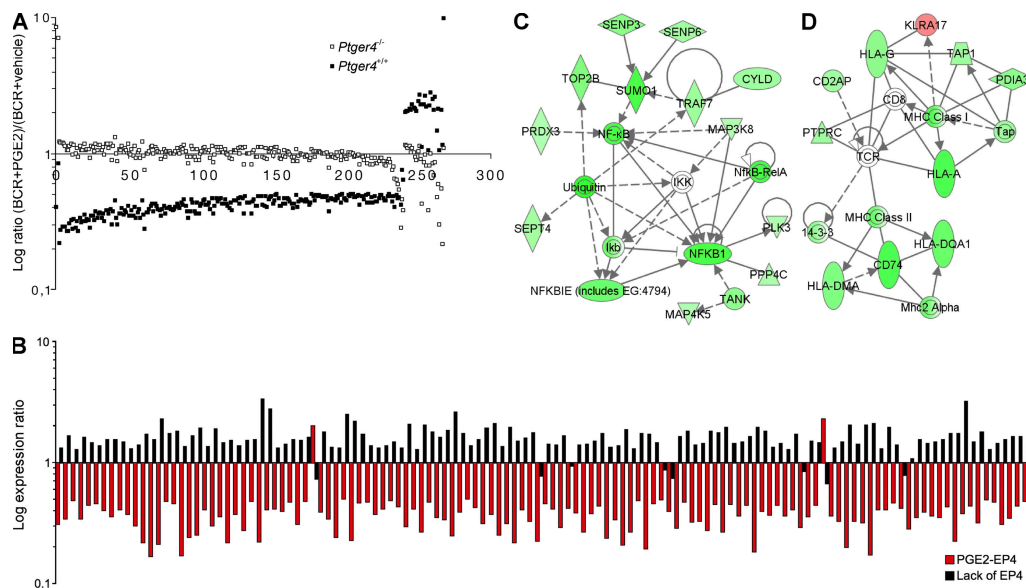 A
10
1
0,1
Log ratio (BCR+PGE2)/(BCR+vehicle)
0 50 100 150 200 250 300
Ptger4-/-
Ptger4+/+
C
SENP3
SENP6
TOP2B
SUMO1
TRAF7
CYLD
PRDX3
NF-κB
MAP3K8
Ubiquitin
IKK
NfkB-RelA
SEPT4
Ikb
NFKB1
PLK3
NFKBIE (includes EG:4794)
PPP4C
TANK
MAP4K5
D
KLRA17
HLA-G
TAP1
CD2AP
PDIA3
CD8
MHC Class I
PTPRC
Tap
TCR
HLA-A
MHC Class II
14-3-3
HLA-DQA1
CD74
HLA-DMA
Mhc2 Alpha
B
10
1
0.1
Log expression ratio
PGE2-EP4
Lack of EP4